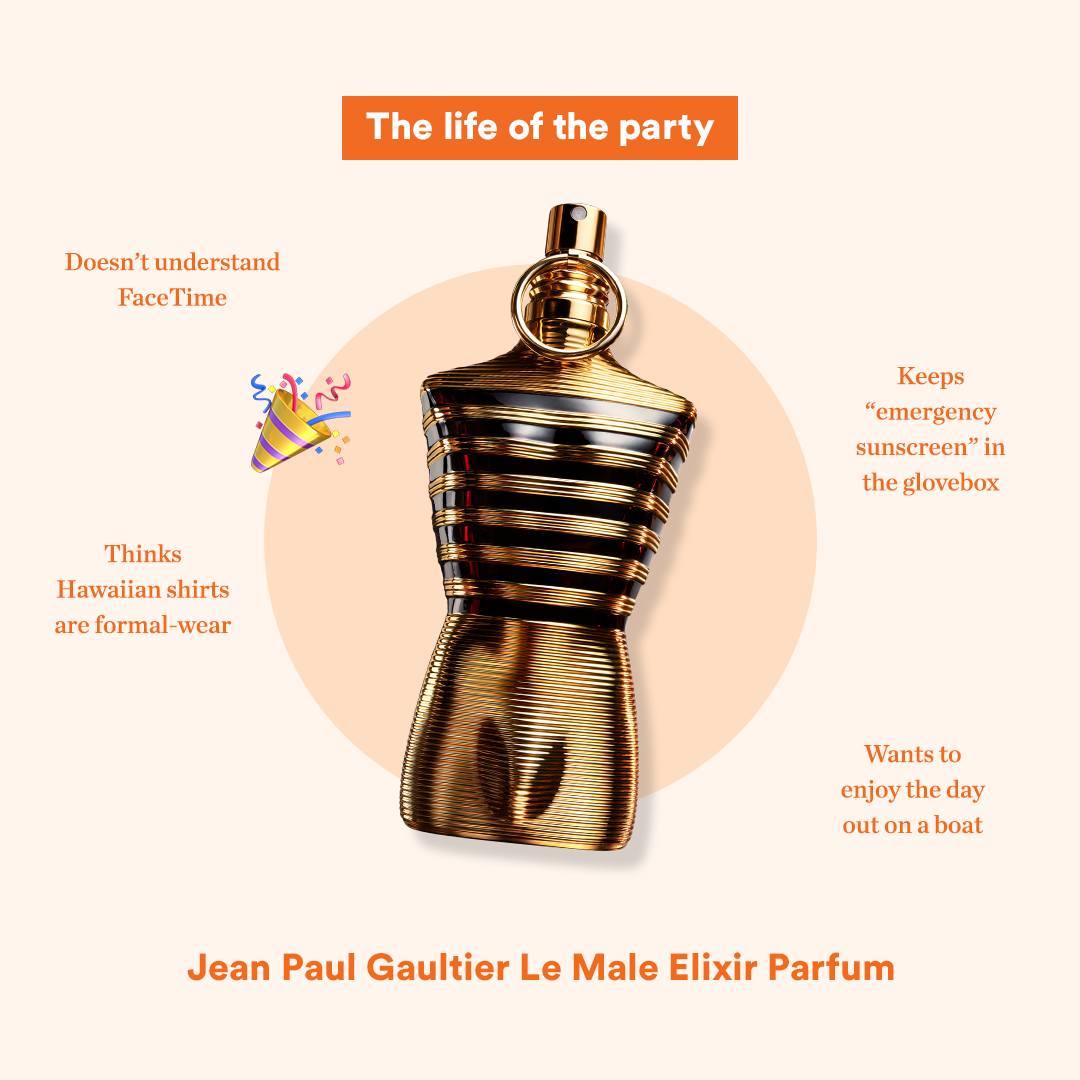 The life of the party
Doesn’t understand
FaceTime
Keeps
“emergency
sunscreen” in
the glovebox
Thinks
Hawaiian shirts
are formal-wear
Wants to
enjoy the day
out on a boat
Jean Paul Gaultier Le Male Elixir Parfum